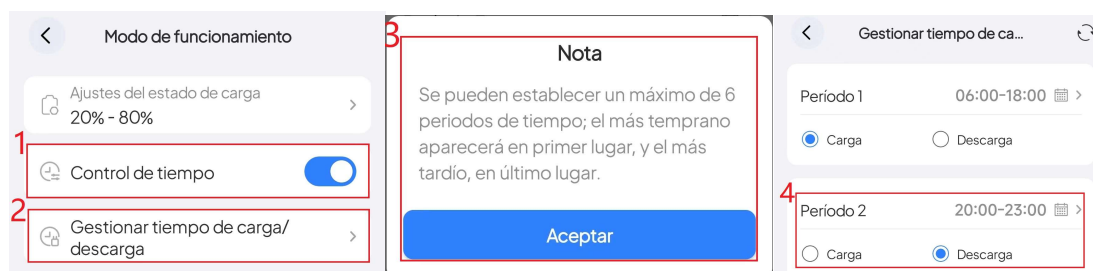 Modo de funcionamiento
Ajustes del estado de carga
20% - 80%
1
Control de tiempo
2
Gestionar tiempo de carga/
descarga
3
Nota
Se pueden establecer un máximo de 6
periodos de tiempo; el más temprano
aparecerá en primer lugar, y el más
tardío, en último lugar.
Aceptar
Gestionar tiempo de ca...
Período 1 06:00-18:00
Carga Descarga
4
Período 2 20:00-23:00
Carga Descarga